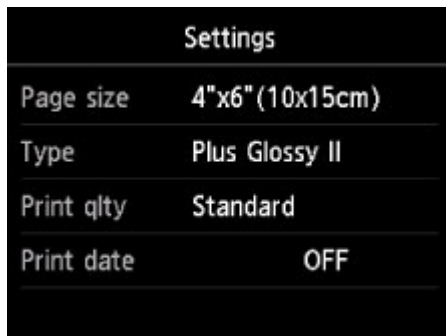 Settings
Page size 4"x6"(10x15cm)
Type Plus Glossy II
Print qlty Standard
Print date OFF